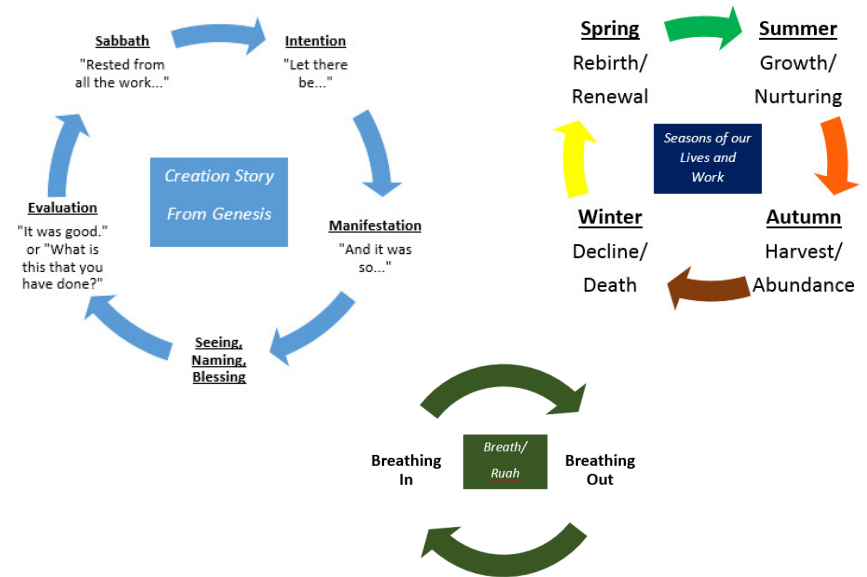 Sabbath
"Rested from
all the work..."
Intention
"Let there
be..."
Creation Story
From Genesis
Evaluation
"It was good."
or "What is
this that you
have done?"
Manifestation
"And it was
so..."
Seeing,
Naming,
Blessing
Spring
Rebirth/
Renewal
Summer
Growth/
Nurturing
Seasons of our
Lives and
Work
Winter
Decline/
Death
Autumn
Harvest/
Abundance
Breathing
In
Breath/
Ruah
Breathing
Out